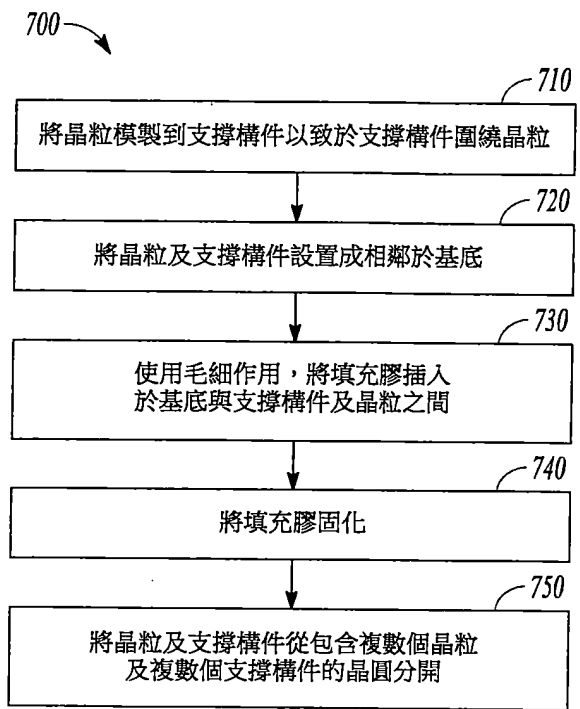 700
710
將晶粒模製到支撐構件以致於支撐構件圍繞晶粒
720
將晶粒及支撐構件設置成相鄰於基底
730
使用毛細作用，將填充膠插入
於基底與支撐構件及晶粒之間
740
將填充膠固化
750
將晶粒及支撐構件從包含複數個晶粒
及複數個支撐構件的晶圓分開